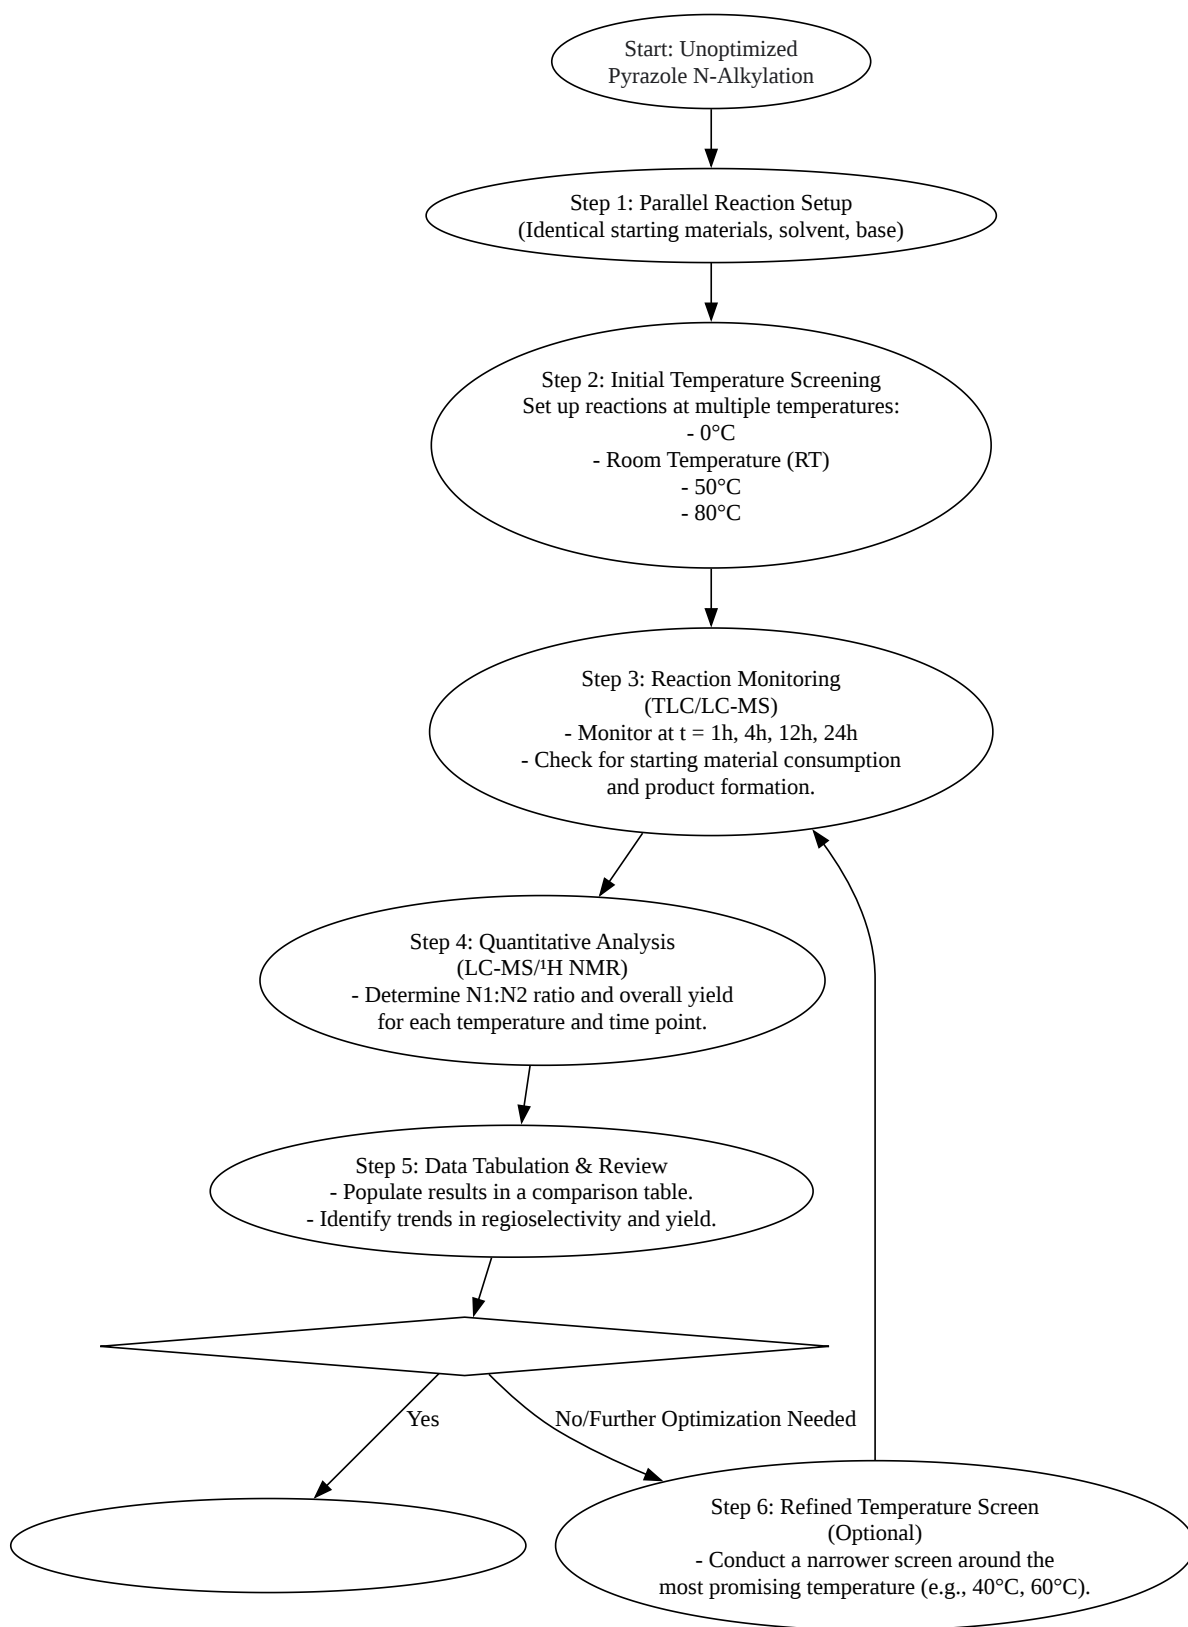 Start: Unoptimized
Pyrazole N-Alkylation
Step 1: Parallel Reaction Setup
(Identical starting materials, solvent, base)
Step 2: Initial Temperature Screening
Set up reactions at multiple temperatures:
- 0°C
- Room Temperature (RT)
- 50°C
- 80°C
Step 3: Reaction Monitoring
(TLC/LC-MS)
- Monitor at t = 1h, 4h, 12h, 24h
- Check for starting material consumption
and product formation.
Step 4: Quantitative Analysis
(LC-MS/¹H NMR)
- Determine N1:N2 ratio and overall yield
for each temperature and time point.
Step 5: Data Tabulation & Review
- Populate results in a comparison table.
- Identify trends in regioselectivity and yield.
Yes
No/Further Optimization Needed
Step 6: Refined Temperature Screen
(Optional)
- Conduct a narrower screen around the
most promising temperature (e.g., 40°C, 60°C).